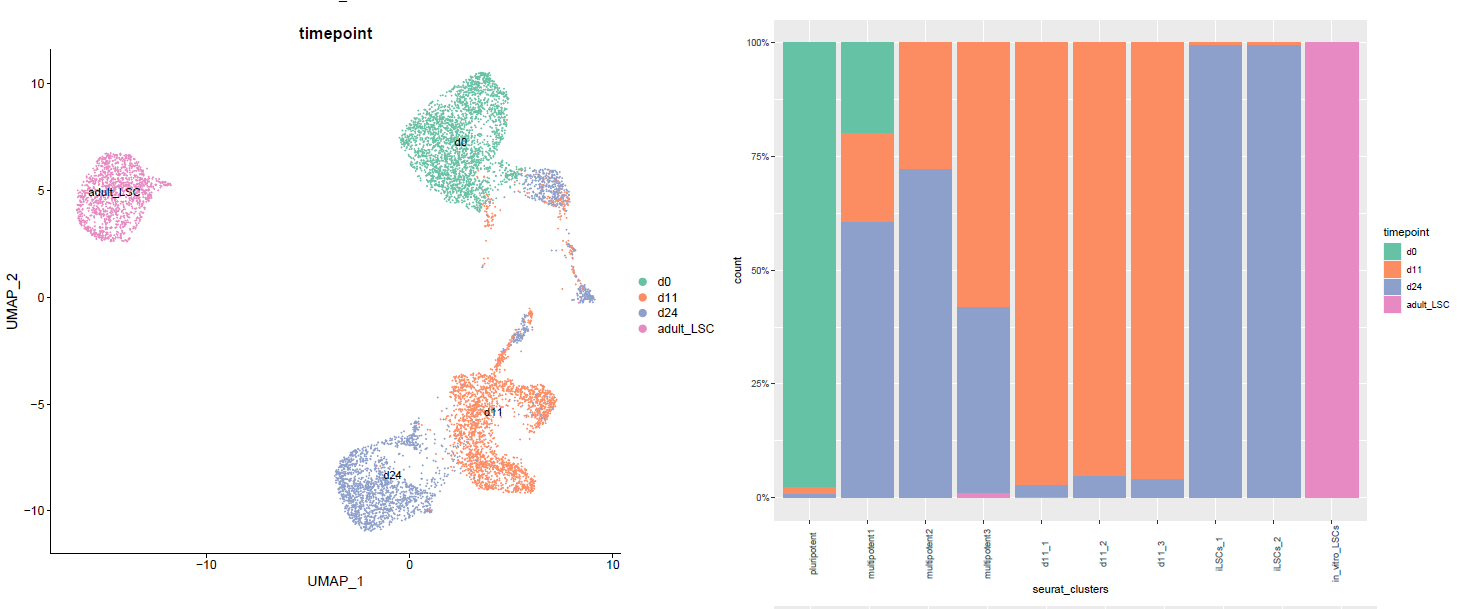 timepoint
10
5
0
−5
−10
UMAP_2
d0
adult_LSC
d11
d24
−10
0
10
UMAP_1
d0
d11
d24
adult_LSC
100%
75%
50%
25%
0%
count
pluripotent
multipotent1
multipotent2
multipotent3
d11_1
d11_2
d11_3
iLSCs_1
iLSCs_2
in_vitro_LSCs
seurat_clusters
timepoint
d0
d11
d24
adult_LSC